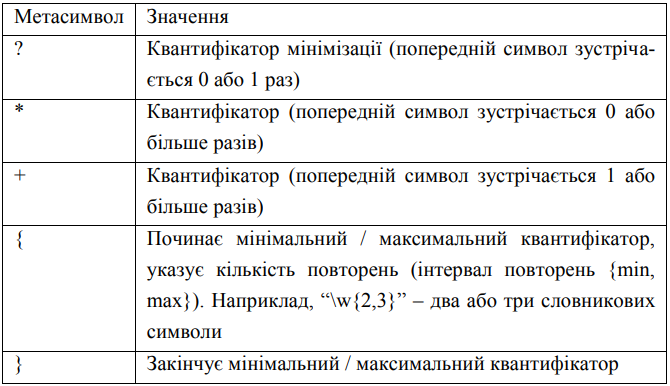 Метасимвол Значення
? Квантифікатор мінімізації (попередній символ зустріча-
ється 0 або 1 раз)
* Квантифікатор (попередній символ зустрічається 0 або
більше разів)
+ Квантифікатор (попередній символ зустрічається 1 або
більше разів)
{ Починає мінімальний / максимальний квантифікатор,
указує кількість повторень (інтервал повторень {min,
max}). Наприклад, “\w{2,3}” – два або три словникових
символи
} Закінчує мінімальний / максимальний квантифікатор